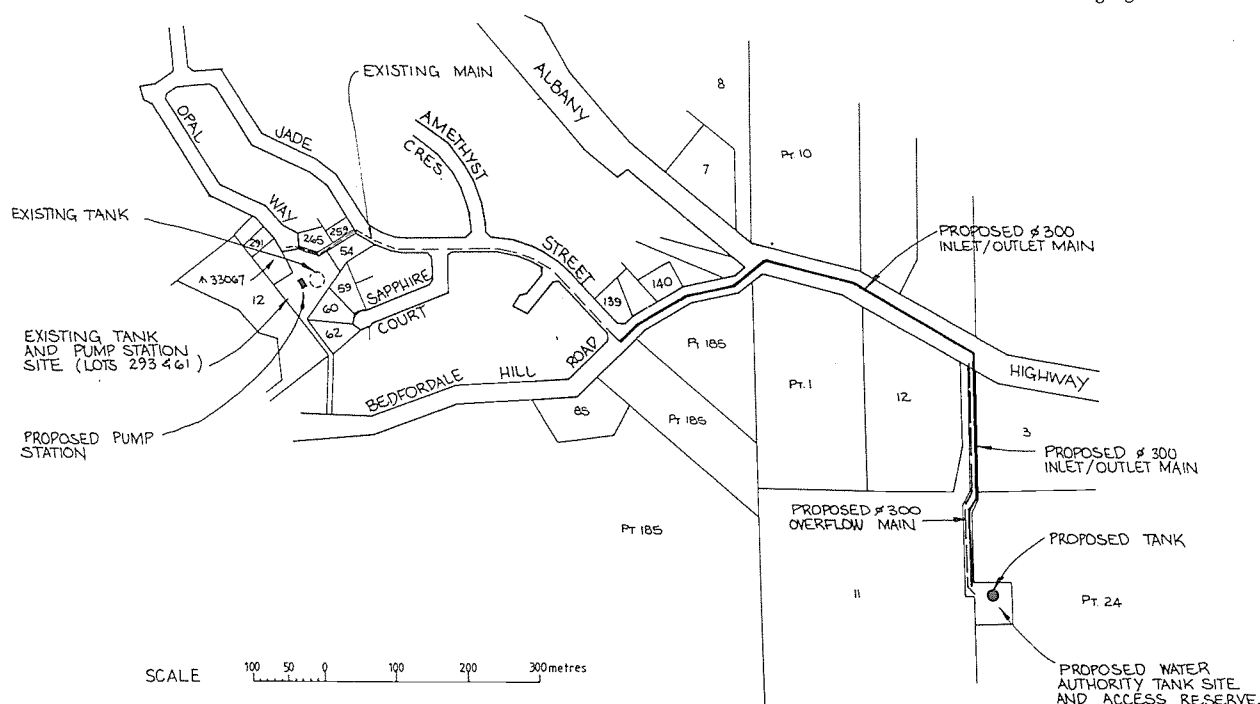 EXISTING MAIN
ALBANY
8
OPAL
JADE
AMETHYST
CRES
7
Pt. 10
EXISTING TANK
WAY
291
265
259
54
STREET
PROPOSED ø 300
INLET/OUTLET MAIN
33067
12
59
SAPPHIRE
60
COURT
62
139
140
EXISTING TANK
AND PUMP STATION
SITE (LOTS 293 & 61)
Pt 185
ROAD
HILL
BEDFORDALE
Pt. 1
12
HIGHWAY
85
Pt 185
3
PROPOSED PUMP
STATION
PROPOSED ø 300
INLET/OUTLET MAIN
PROPOSED ø 300
OVERFLOW MAIN
PT 185
PROPOSED TANK
11
PT. 24
SCALE
100 50 0 100 200 300 metres
PROPOSED WATER
AUTHORITY TANK SITE
AND ACCESS RESERVE